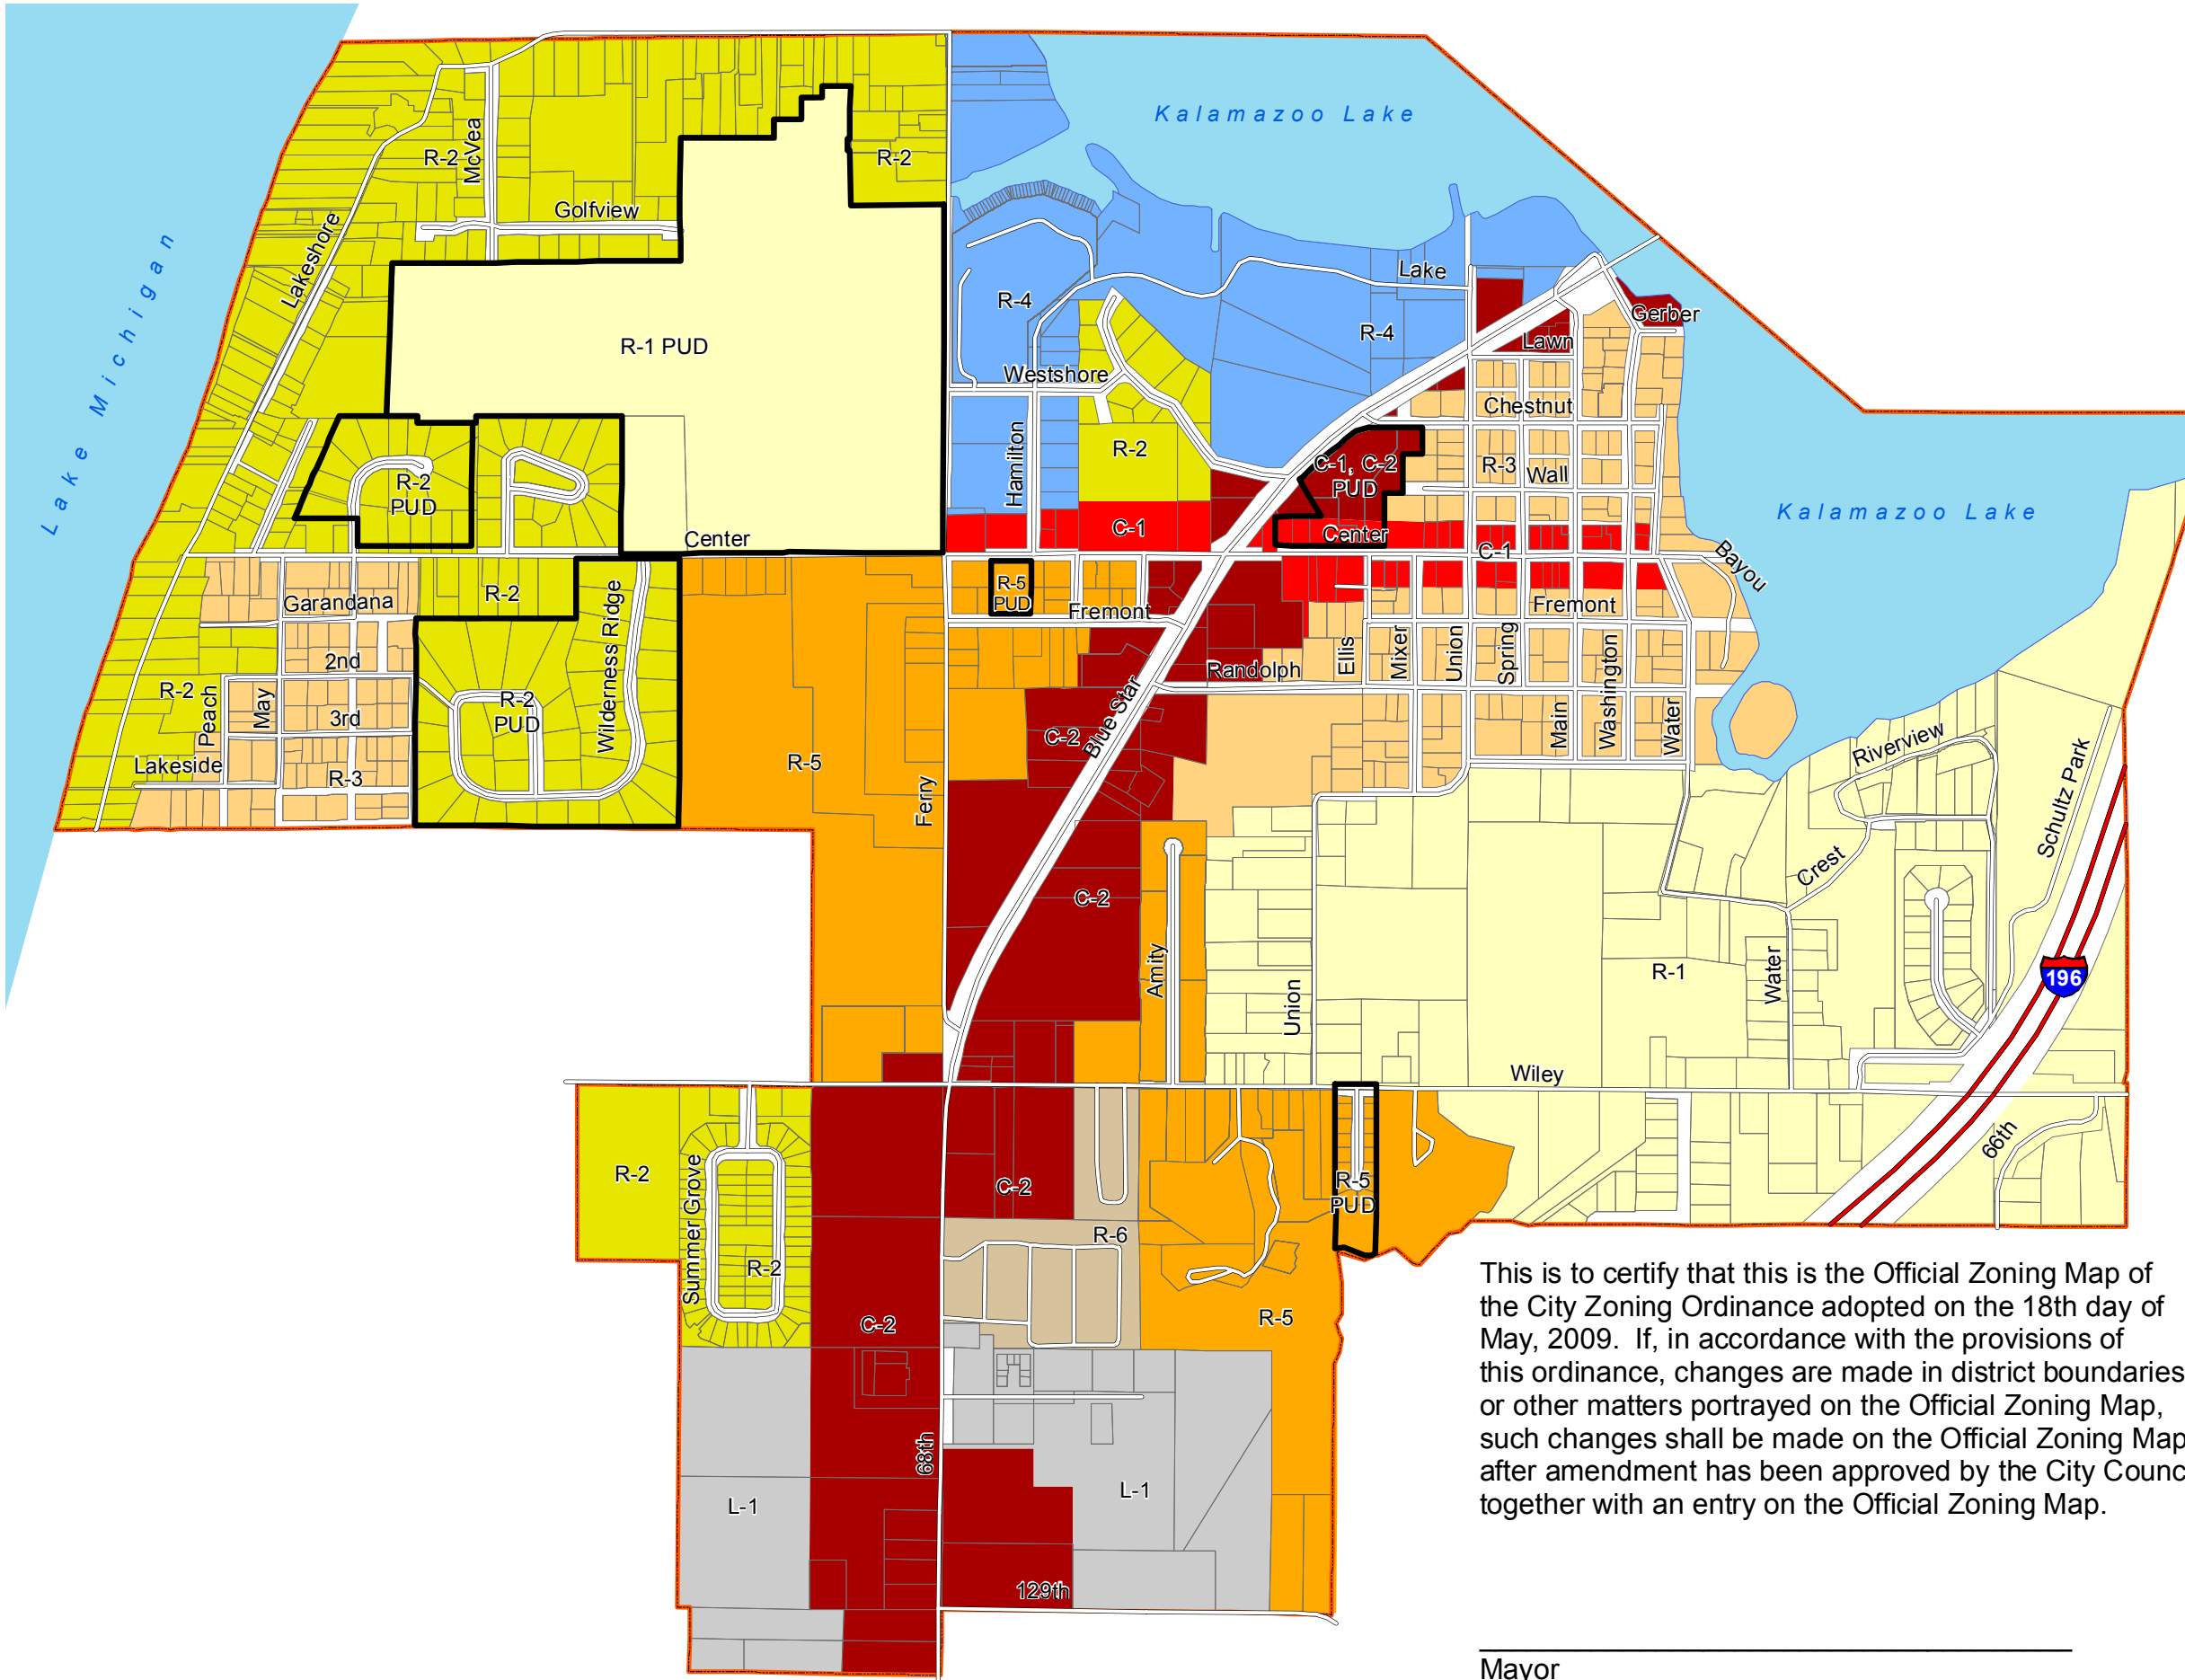 Kalamazoo Lake
McVea
R-2
R-2
Golfview
Lakeshore
Lake Michigan
Lake
R-4
Gerber
R-4
Lawn
R-1 PUD
Westshore
Chestnut
Hamilton
R-2
C-1, C-2
PUD
R-3
Wall
R-2
PUD
Kalamazoo Lake
C-1
Center
Center
C-1
Bayou
R-5
PUD
R-2
Garandana
Fremont
Fremont
Wilderness Ridge
2nd
Randolph
Ellis
Mixer
Union
Spring
Washington
R-2
Peach
May
3rd
R-2
PUD
Main
Water
C-2
Blue Star
Riverview
Lakeside
R-3
R-5
Ferry
Schultz Park
Crest
C-2
Amity
Union
R-1
Water
196
Wiley
66th
R-2
Summer Grove
C-2
R-5
PUD
R-6
R-2
C-2
R-5
68th
L-1
L-1
129th
This is to certify that this is the Official Zoning Map of
the City Zoning Ordinance adopted on the 18th day of
May, 2009.  If, in accordance with the provisions of
this ordinance, changes are made in district boundaries
or other matters portrayed on the Official Zoning Map,
such changes shall be made on the Official Zoning Map
after amendment has been approved by the City Counc
together with an entry on the Official Zoning Map.
Mayor